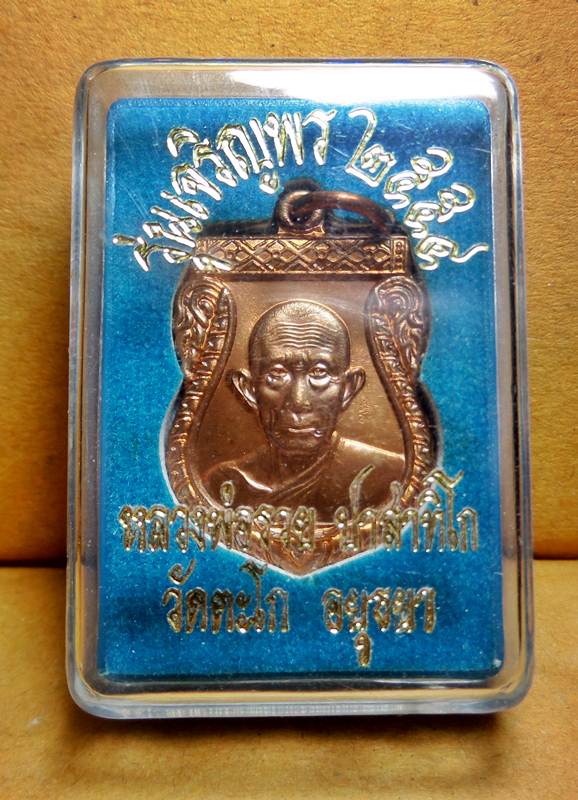 รุ่นเจริญพร ๒๕๕๔
หลวงพ่อรวย ปาสาทิโก
วัดตะโก อยุธยา